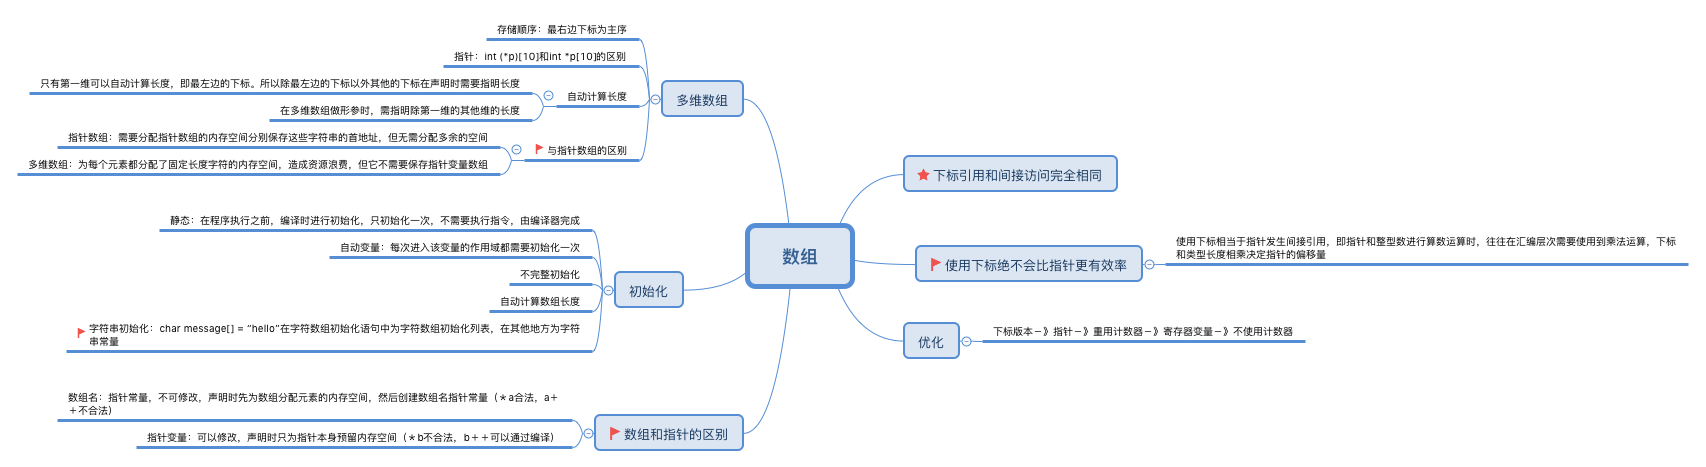 数组
下标引用和间接访问完全相同
使用下标绝不会比指针更有效率
使用下标相当于指针发生间接引用，即指针和整型数进行算数运算时，往往在汇编层次需要使用到乘法运算，下标
和类型长度相乘决定指针的偏移量
优化
下标版本－》指针－》重用计数器－》寄存器变量－》不使用计数器
多维数组
存储顺序：最右边下标为主序
指针：int (*p)[10]和int *p[10]的区别
自动计算长度
只有第一维可以自动计算长度，即最左边的下标。所以除最左边的下标以外其他的下标在声明时需要指明长度
在多维数组做形参时，需指明除第一维的其他维的长度
与指针数组的区别
指针数组：需要分配指针数组的内存空间分别保存这些字符串的首地址，但无需分配多余的空间
多维数组：为每个元素都分配了固定长度字符的内存空间，造成资源浪费，但它不需要保存指针变量数组
初始化
静态：在程序执行之前，编译时进行初始化，只初始化一次，不需要执行指令，由编译器完成
自动变量：每次进入该变量的作用域都需要初始化一次
不完整初始化
自动计算数组长度
字符串初始化：char message[] = “hello”在字符数组初始化语句中为字符数组初始化列表，在其他地方为字符
串常量
数组和指针的区别
数组名：指针常量，不可修改，声明时先为数组分配元素的内存空间，然后创建数组名指针常量（＊a合法，a＋
＋不合法）
指针变量：可以修改，声明时只为指针本身预留内存空间（＊b不合法，b＋＋可以通过编译）